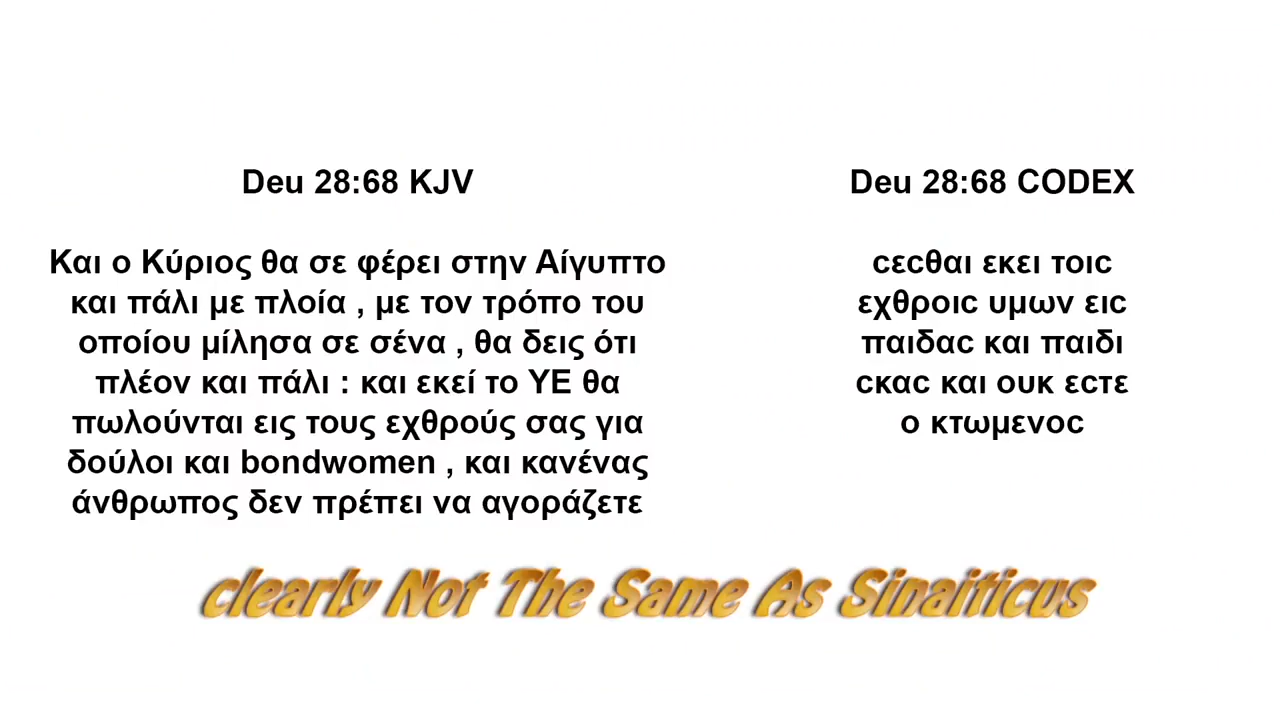 Deu 28:68 KJV
Και ο Κύριος θα σε φέρει στην Αίγυπτο
και πάλι με πλοία , με τον τρόπο του
οποίου μίλησα σε σένα , θα δεις ότι
πλέον και πάλι : και εκεί το ΥΕ θα
πωλούνται εις τους εχθρούς σας για
δούλοι και bondwomen , και κανένας
άνθρωπος δεν πρέπει να αγοράζετε
Deu 28:68 CODEX
cεcθαι εκει τοιc
εχθροιc υμων ειc
παιδαc και παιδι
cκαc και ουκ εcτε
ο κτωμενοc
clearly Not The Same As Sinaiticus